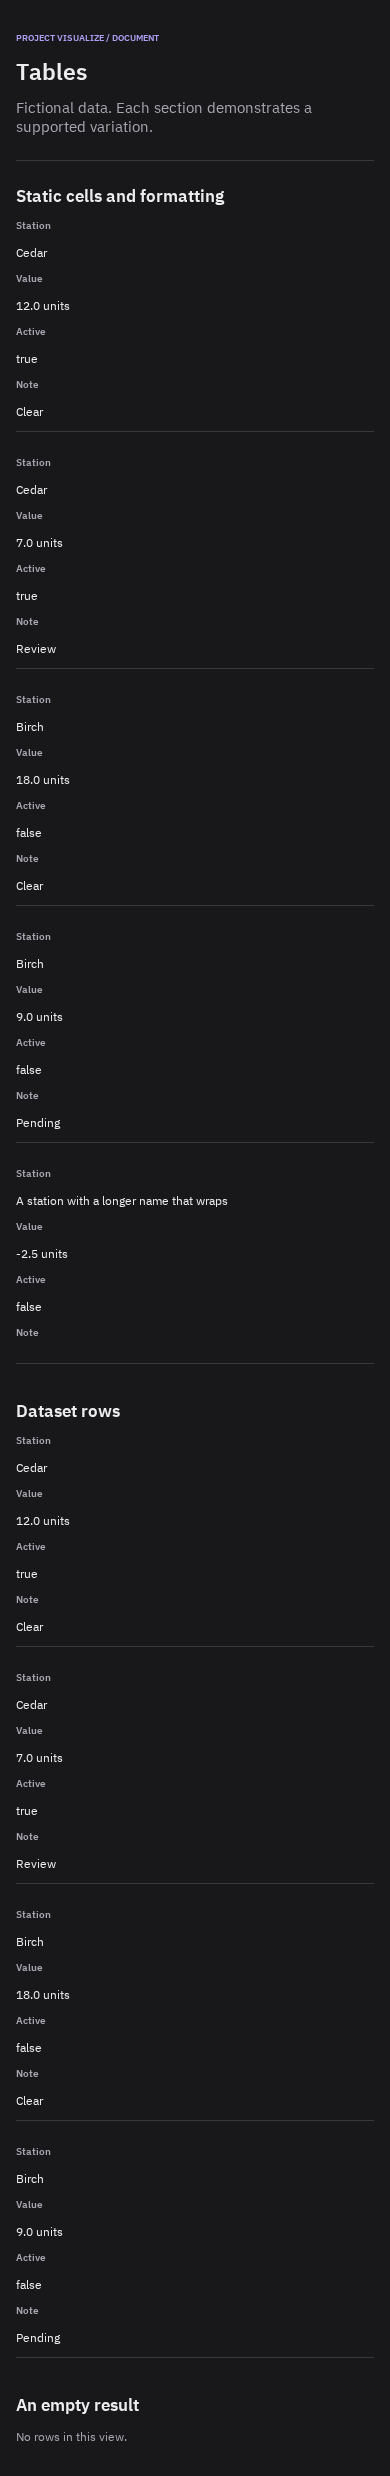 PROJECT VISUALIZE / DOCUMENT
Tables
Fictional data. Each section demonstrates a
supported variation.
Static cells and formatting
Station
Cedar
Value
12.0 units
Active
true
Note
Clear
Station
Cedar
Value
7.0 units
Active
true
Note
Review
Station
Birch
Value
18.0 units
Active
false
Note
Clear
Station
Birch
Value
9.0 units
Active
false
Note
Pending
Station
A station with a longer name that wraps
Value
-2.5 units
Active
false
Note
Dataset rows
Station
Cedar
Value
12.0 units
Active
true
Note
Clear
Station
Cedar
Value
7.0 units
Active
true
Note
Review
Station
Birch
Value
18.0 units
Active
false
Note
Clear
Station
Birch
Value
9.0 units
Active
false
Note
Pending
An empty result
No rows in this view.